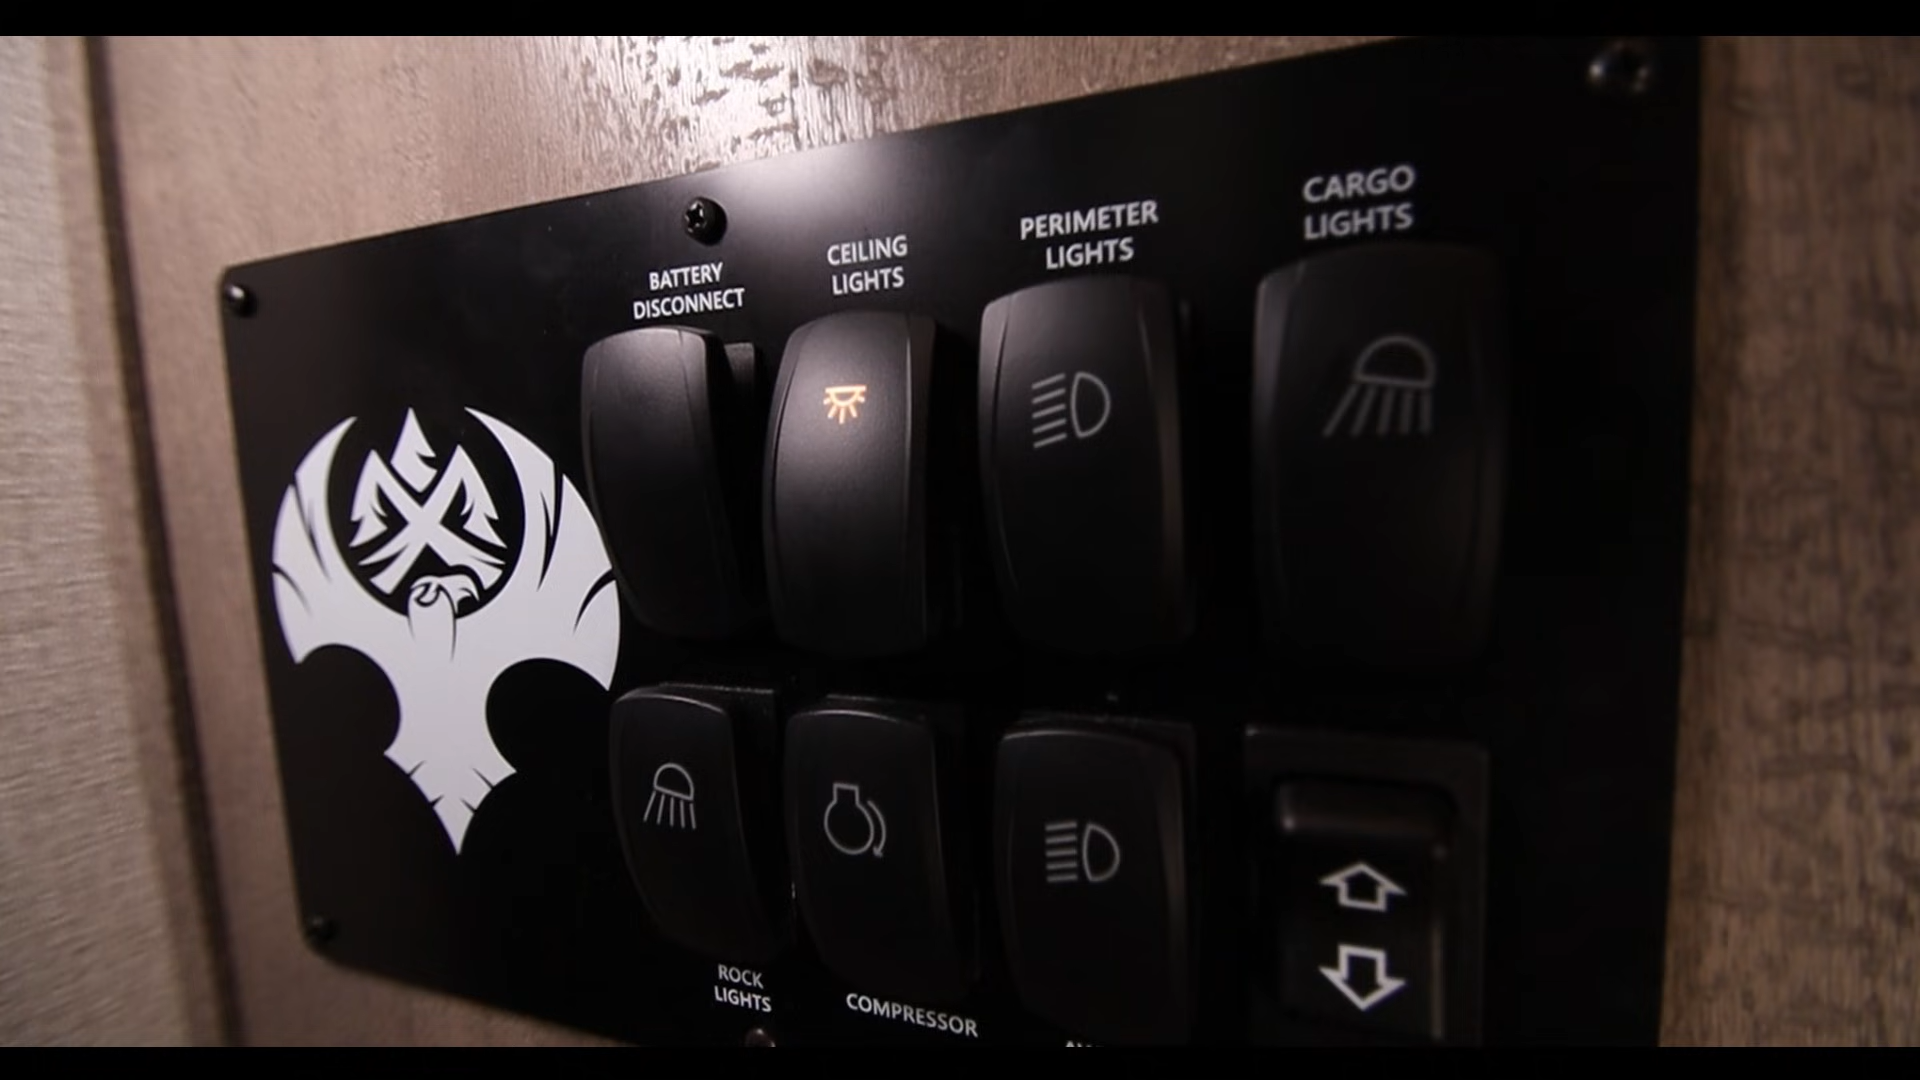 BATTERY
DISCONNECT
CEILING
LIGHTS
PERIMETER
LIGHTS
CARGO
LIGHTS
ROCK
LIGHTS
COMPRESSOR